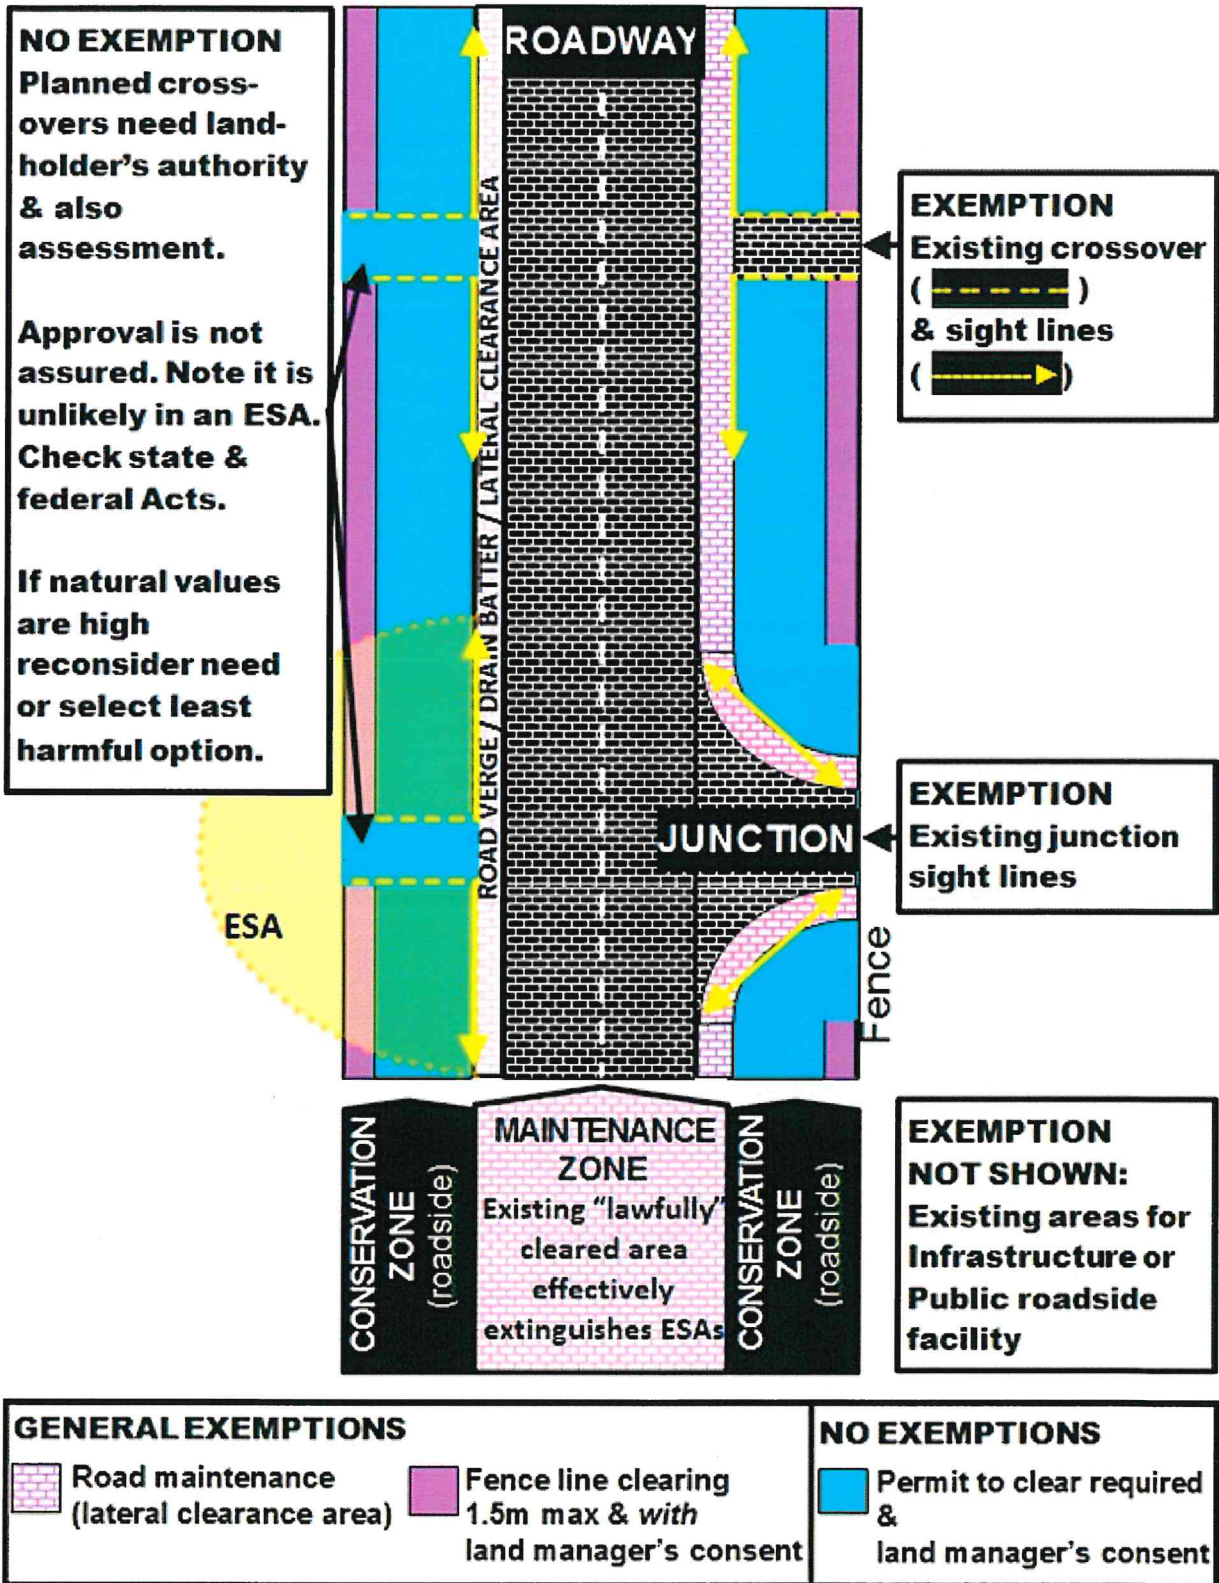 NO EXEMPTION
Planned cross-
overs need land-
holder's authority
& also
assessment.
Approval is not
assured. Note it is
unlikely in an ESA.
Check state &
federal Acts.
If natural values
are high
reconsider need
or select least
harmful option.
ROADWAY
ROAD VERGE / DRAIN BATTER / LATERAL CLEARANCE AREA
EXEMPTION
Existing crossover
( )
& sight lines
( )
JUNCTION
EXEMPTION
Existing junction
sight lines
ESA
Fence
CONSERVATION
ZONE
(roadside)
MAINTENANCE
ZONE
Existing “lawfully”
cleared area
effectively
extinguishes ESAs
CONSERVATION
ZONE
(roadside)
EXEMPTION
NOT SHOWN:
Existing areas for
Infrastructure or
Public roadside
facility
GENERAL EXEMPTIONS
Road maintenance
(lateral clearance area)
Fence line clearing
1.5m max & with
land manager's consent
NO EXEMPTIONS
Permit to clear required
&
land manager's consent